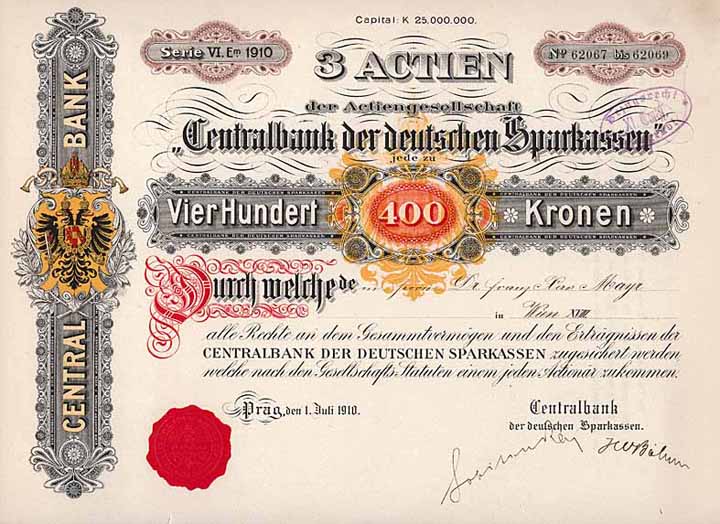 Capital: K 25,000.000.
Serie VI. Em 1910
Nº 62067 bis 62069
3 ACTIEN
der Actiengesellschaft
„Centralbank der deutschen Sparkassen"
jede zu
Vier Hundert 400 Kronen
Durch welche de
Dr. Franz Mayr
in Wien XVIII
alle Rechte an dem Gesammtvermögen und den Erträgnissen der
CENTRALBANK DER DEUTSCHEN SPARKASSEN zugesichert werden
welche nach den Gesellschafts-Statuten einem jeden Actionär zukommen.
Prag, den 1. Juli 1910.
Centralbank
der deutschen Sparkassen.
CENTRAL BANK